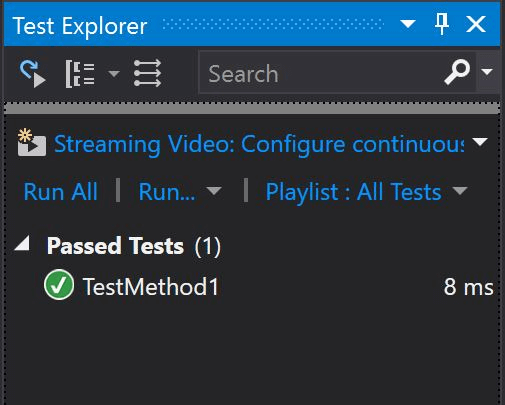 Test Explorer
Search
Streaming Video: Configure continuous
Run All | Run... | Playlist : All Tests
Passed Tests (1)
TestMethod1 8 ms